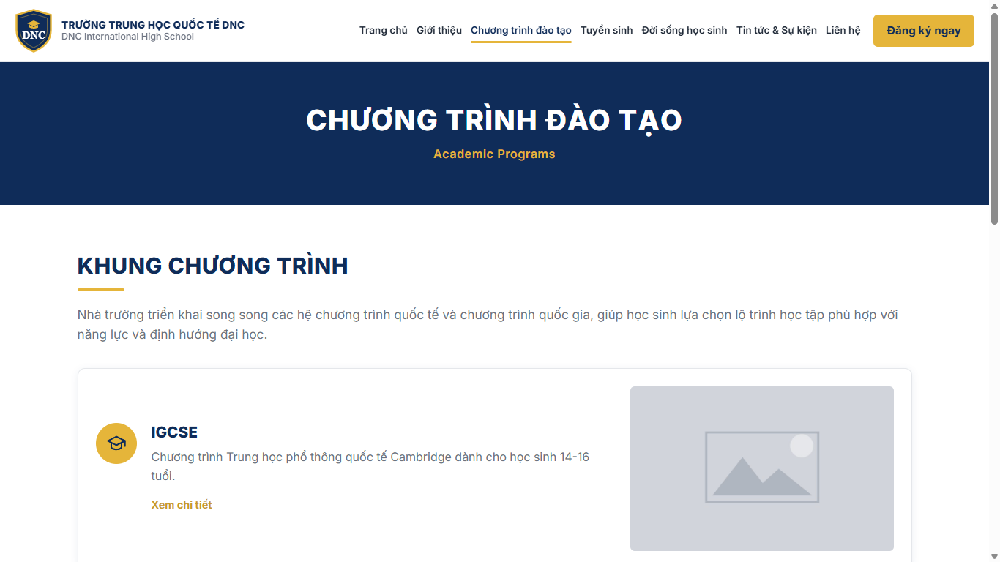 DNC
TRƯỜNG TRUNG HỌC QUỐC TẾ DNC
DNC International High School
Trang chủ
Giới thiệu
Chương trình đào tạo
Tuyển sinh
Đời sống học sinh
Tin tức & Sự kiện
Liên hệ
Đăng ký ngay
CHƯƠNG TRÌNH ĐÀO TẠO
Academic Programs
KHUNG CHƯƠNG TRÌNH
Nhà trường triển khai song song các hệ chương trình quốc tế và chương trình quốc gia, giúp học sinh lựa chọn lộ trình học tập phù hợp với
năng lực và định hướng đại học.
IGCSE
Chương trình Trung học phổ thông quốc tế Cambridge dành cho học sinh 14-16
tuổi.
Xem chi tiết